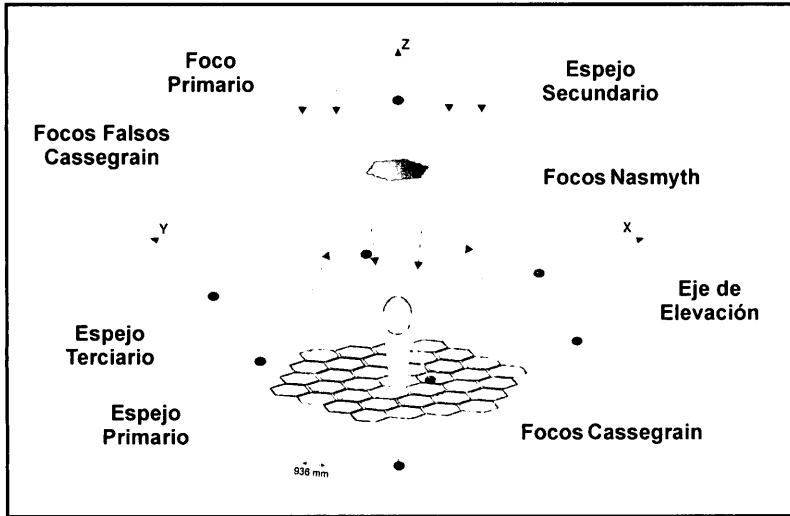 Z
Foco
Primario
Espejo
Secundario
Focos Falsos
Cassegrain
Focos Nasmyth
Y
X
Eje de
Elevación
Espejo
Terciario
Espejo
Primario
Focos Cassegrain
936 mm